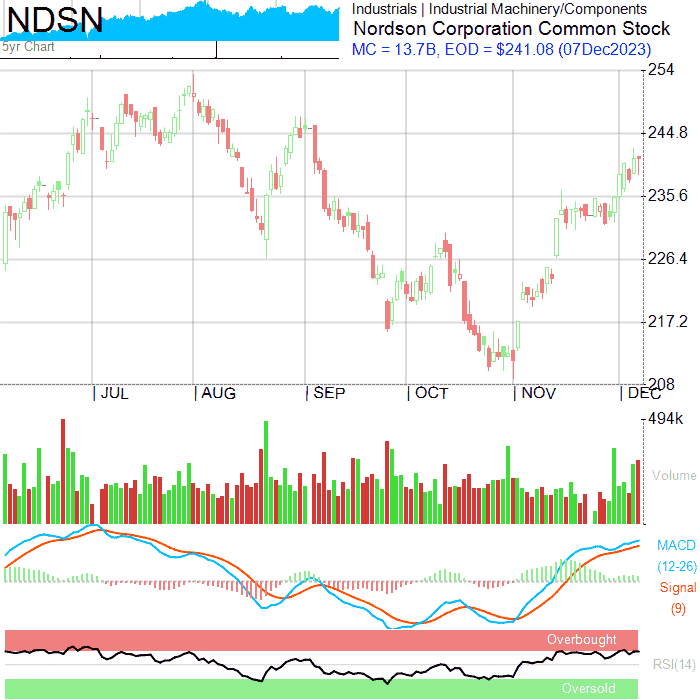 NDSN
Industrials | Industrial Machinery/Components
Nordson Corporation Common Stock
MC = 13.7B, EOD = $241.08 (07Dec2023)
5yr Chart
254
244.8
235.6
226.4
217.2
208
JUL AUG SEP OCT NOV DEC
494k
Volume
MACD
(12-26)
Signal
(9)
Overbought
RSI(14)
Oversold